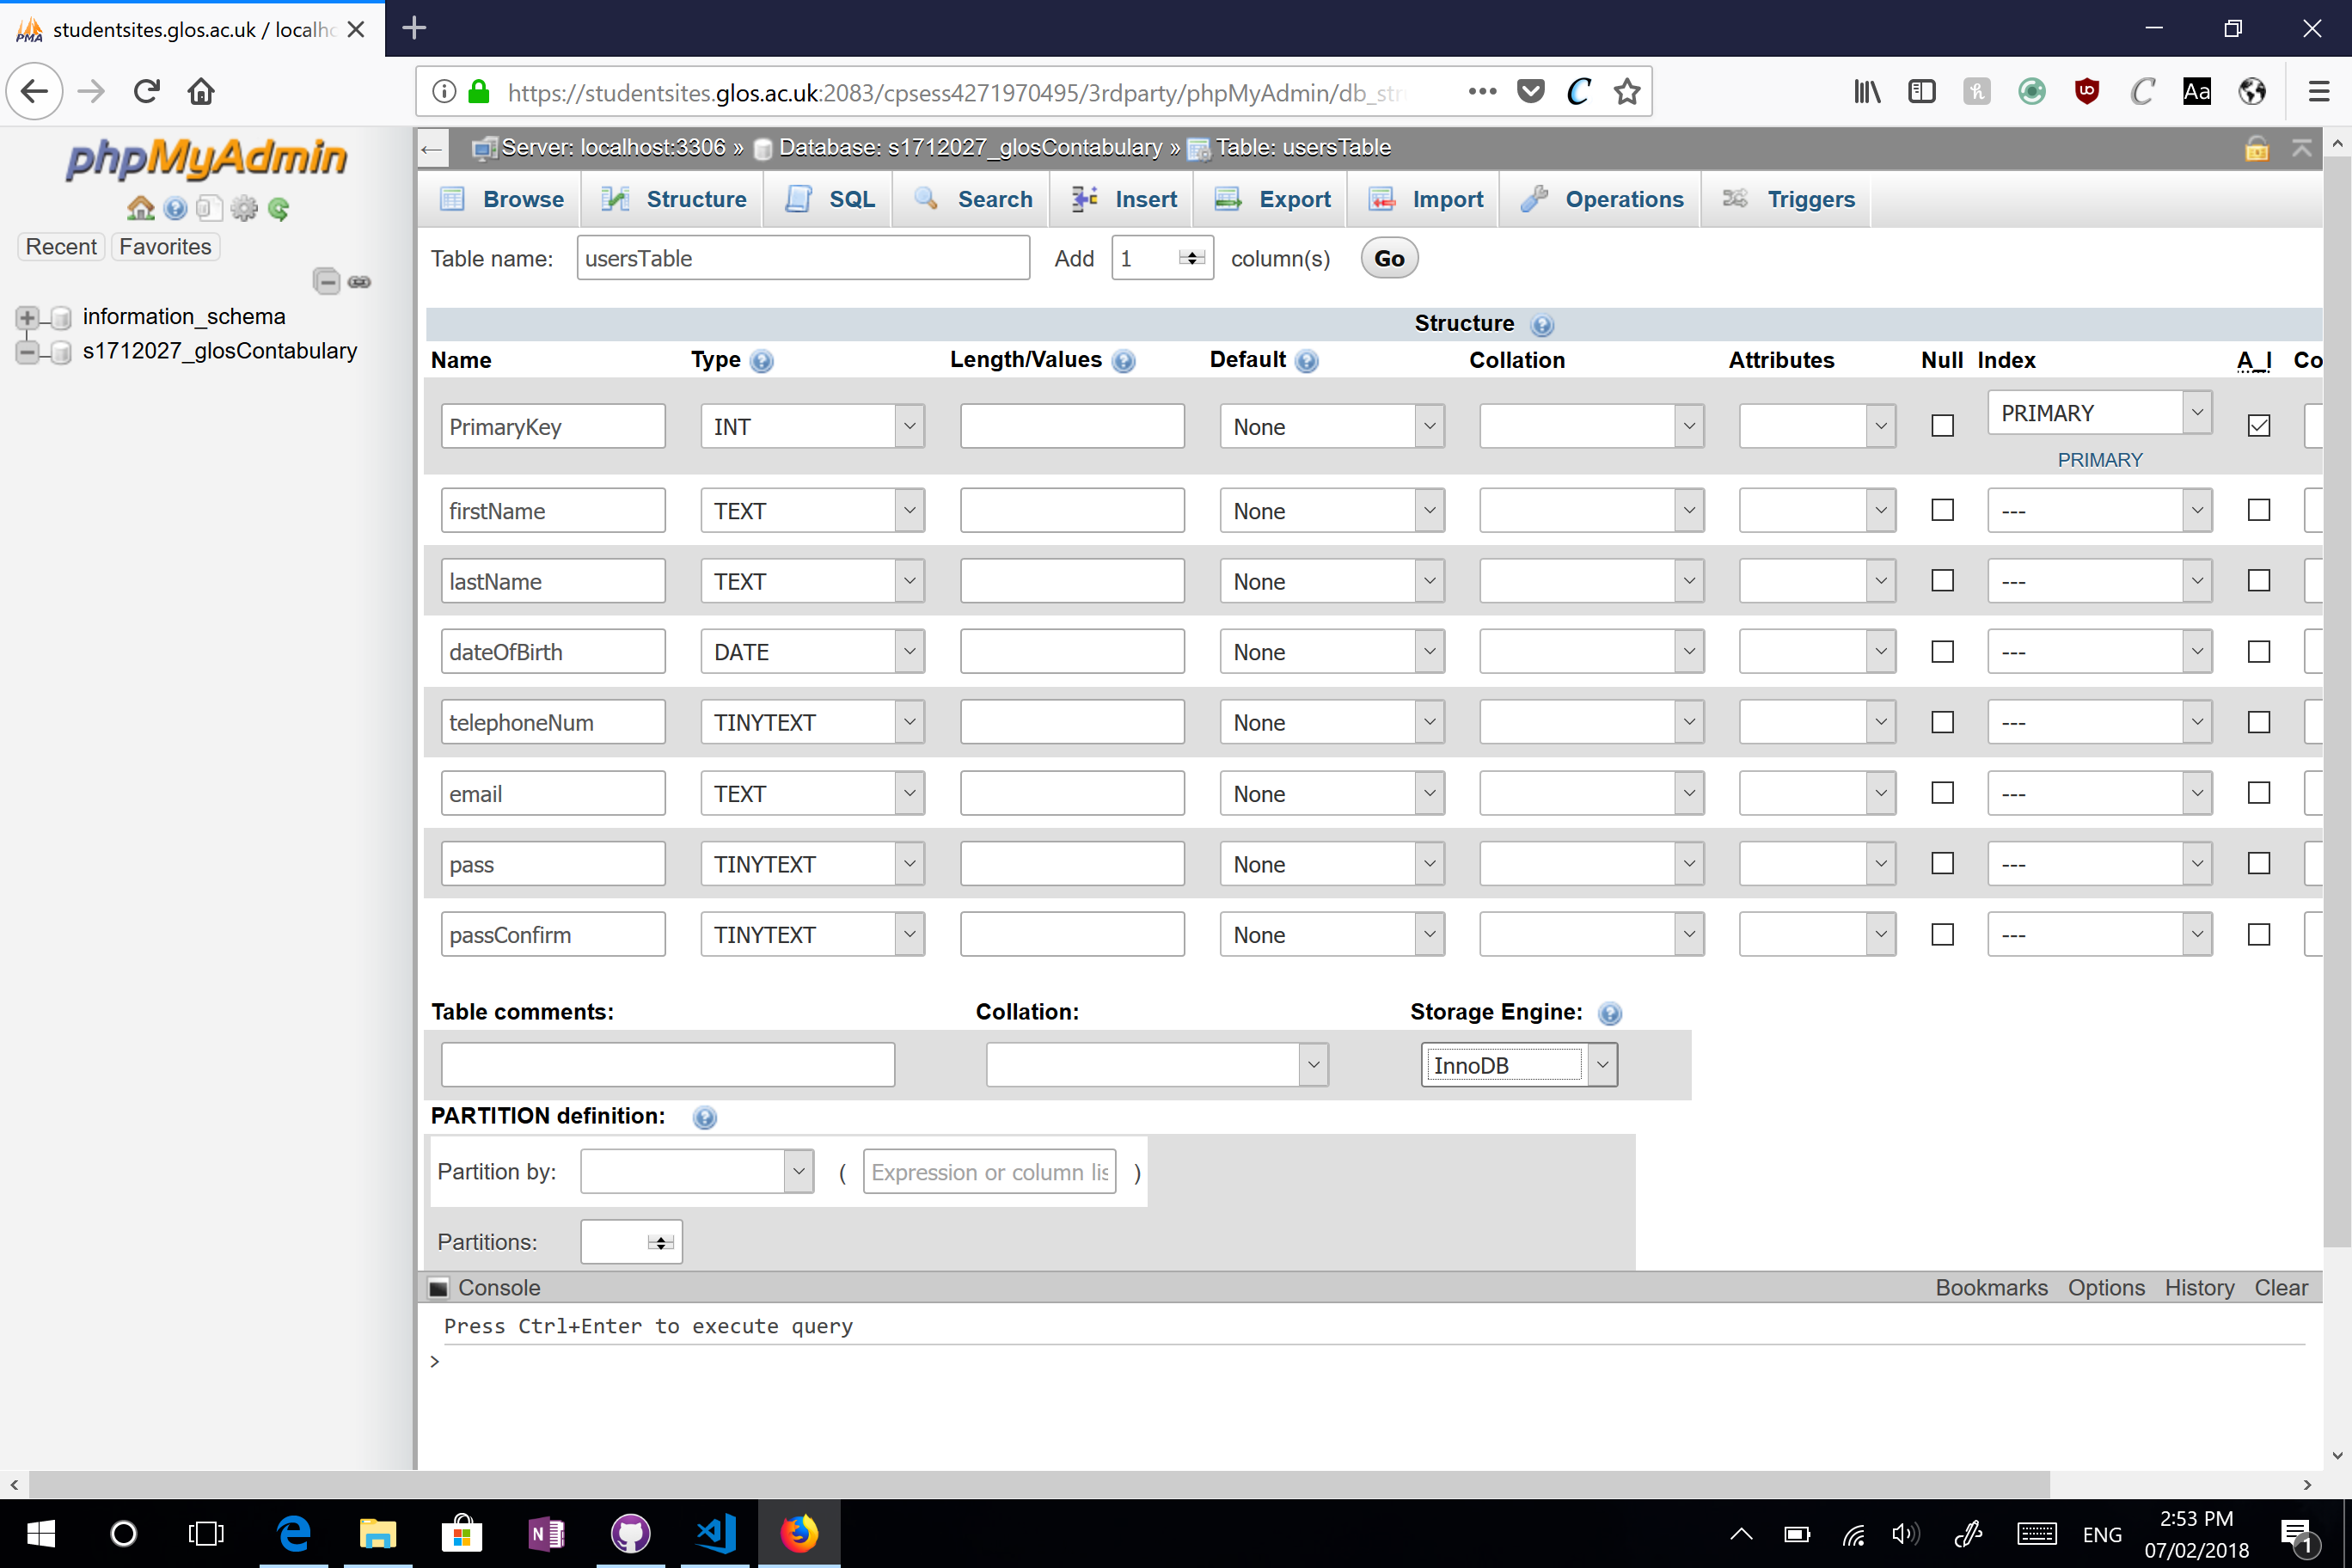 studentsites.glos.ac.uk / localho
https://studentsites.glos.ac.uk:2083/cpsess4271970495/3rdparty/phpMyAdmin/db_str
phpMyAdmin
Recent Favorites
information_schema
s1712027_glosContabulary
Server: localhost:3306 » Database: s1712027_glosContabulary » Table: usersTable
Browse Structure SQL Search Insert Export Import Operations Triggers
Table name: usersTable Add 1 column(s) Go
Structure
Name Type Length/Values Default Collation Attributes Null Index A_I Co
PrimaryKey INT None PRIMARY
PRIMARY
firstName TEXT None ---
lastName TEXT None ---
dateOfBirth DATE None ---
telephoneNum TINYTEXT None ---
email TEXT None ---
pass TINYTEXT None ---
passConfirm TINYTEXT None ---
Table comments: Collation: Storage Engine:
InnoDB
PARTITION definition:
Partition by: ( Expression or column lis )
Partitions:
Console Bookmarks Options History Clear
Press Ctrl+Enter to execute query
>
ENG
2:53 PM
07/02/2018
1